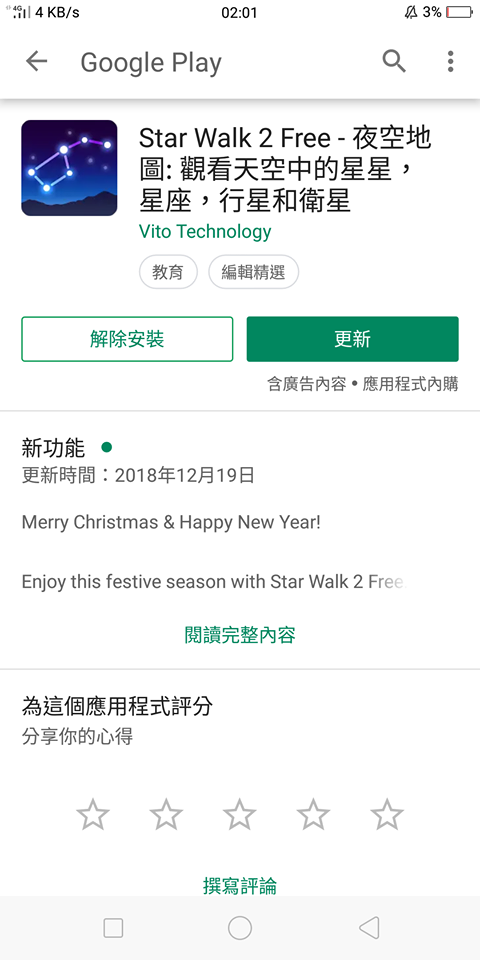 4G 4 KB/s 02:01 3%
Google Play
Star Walk 2 Free - 夜空地
圖: 觀看天空中的星星，
星座，行星和衛星
Vito Technology
教育 編輯精選
解除安裝 更新
含廣告內容 • 應用程式內購
新功能
更新時間：2018年12月19日
Merry Christmas & Happy New Year!
Enjoy this festive season with Star Walk 2 Free
閱讀完整內容
為這個應用程式評分
分享你的心得
撰寫評論